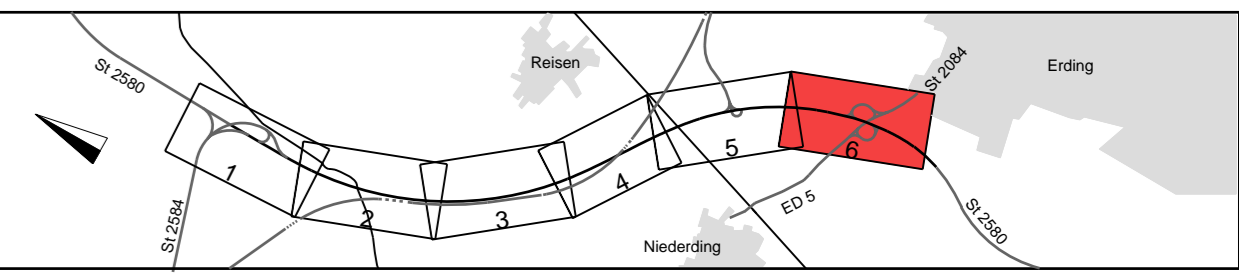 St 2580
Reisen
St 2084
Erding
1
2
3
4
5
6
St 2584
ED 5
Niederding
St 2580